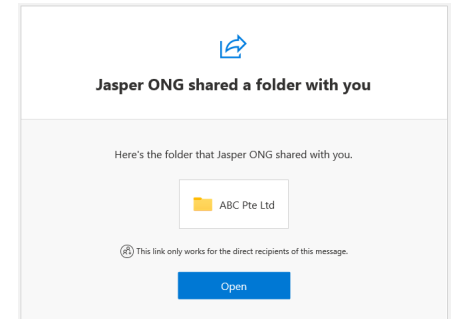 Jasper ONG shared a folder with you
Here's the folder that Jasper ONG shared with you.
ABC Pte Ltd
This link only works for the direct recipients of this message.
Open